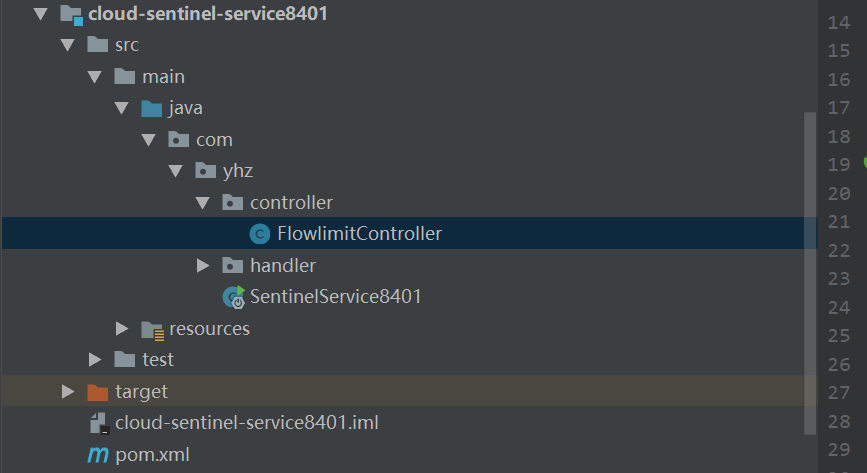 cloud-sentinel-service8401
src
main
java
com
yhz
controller
FlowlimitController
handler
SentinelService8401
resources
test
target
cloud-sentinel-service8401.iml
pom.xml
14
15
16
17
18
19
20
21
22
23
24
25
26
27
28
29